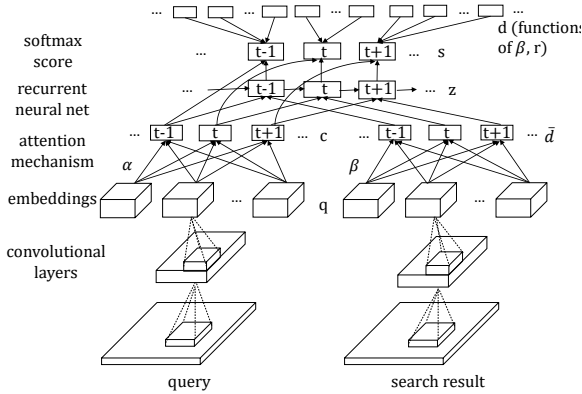 ... ...
d (functions
of β, r)
softmax
score
... t-1 t t+1 ... s
recurrent
neural net
... t-1 t t+1 ... z
attention
mechanism
... t-1 t t+1 ... c ... t-1 t t+1 ... d̄
α β
embeddings ... q ...
convolutional
layers
query search result